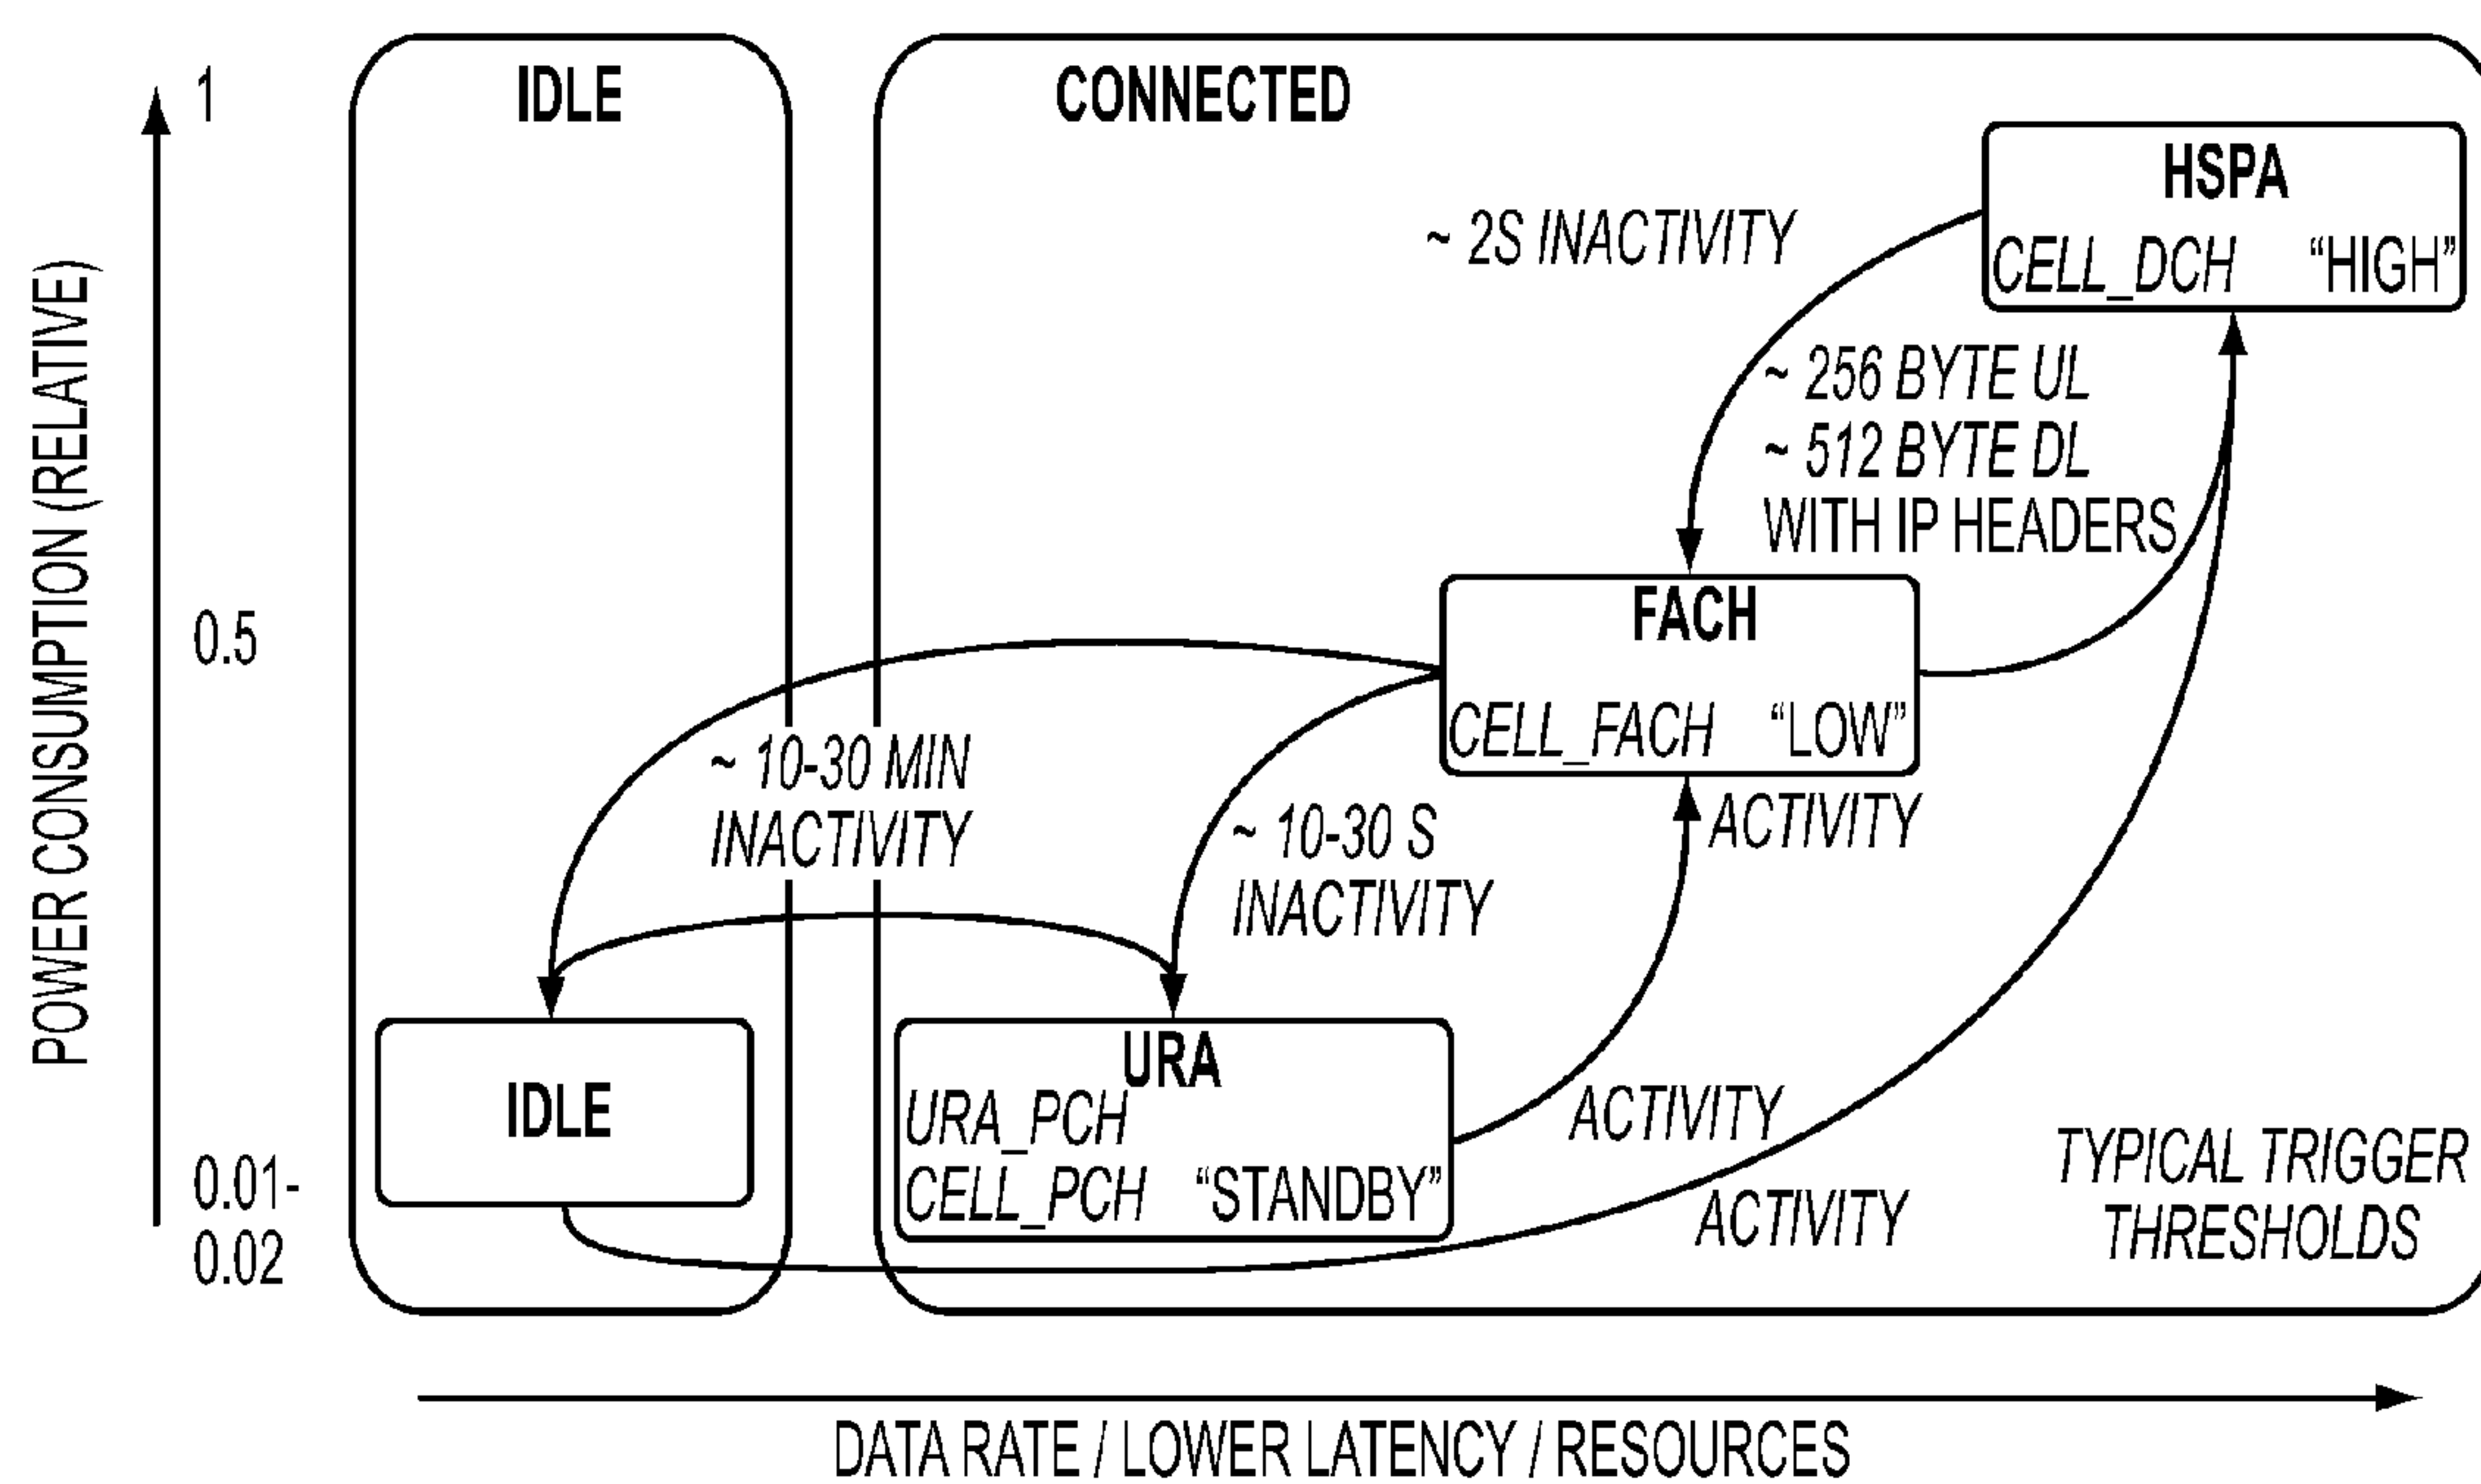 POWER CONSUMPTION (RELATIVE)
1
0.5
0.01-
0.02
IDLE
CONNECTED
HSPA
CELL_DCH "HIGH"
~ 2S INACTIVITY
~ 256 BYTE UL
~ 512 BYTE DL
WITH IP HEADERS
FACH
CELL_FACH "LOW"
~ 10-30 MIN
INACTIVITY
~ 10-30 S
INACTIVITY
ACTIVITY
IDLE
URA
URA_PCH
CELL_PCH "STANDBY"
ACTIVITY
ACTIVITY
TYPICAL TRIGGER
THRESHOLDS
DATA RATE / LOWER LATENCY / RESOURCES